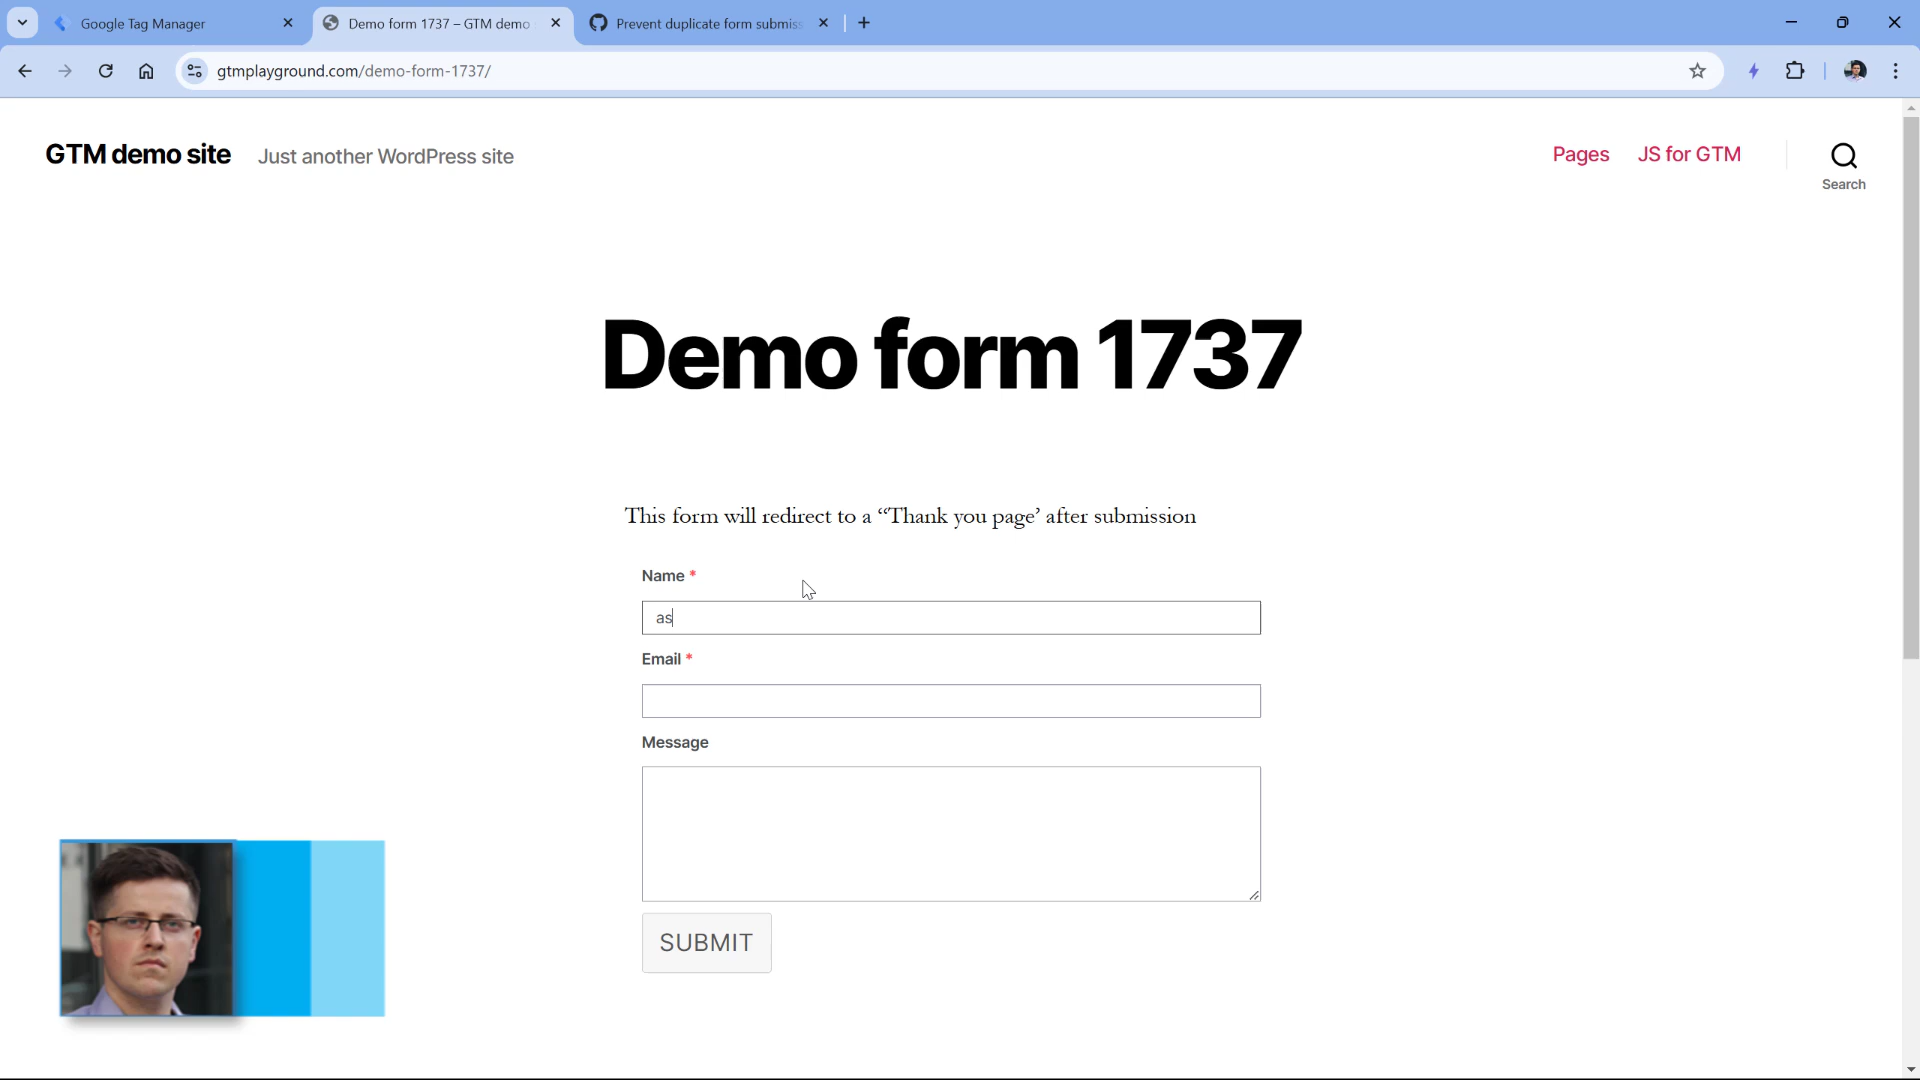 Google Tag Manager
Demo form 1737 – GTM demo
Prevent duplicate form submiss
gtmplayground.com/demo-form-1737/
GTM demo site
Just another WordPress site
Pages
JS for GTM
Search
Demo form 1737
This form will redirect to a “Thank you page’ after submission
Name *
as
Email *
Message
SUBMIT